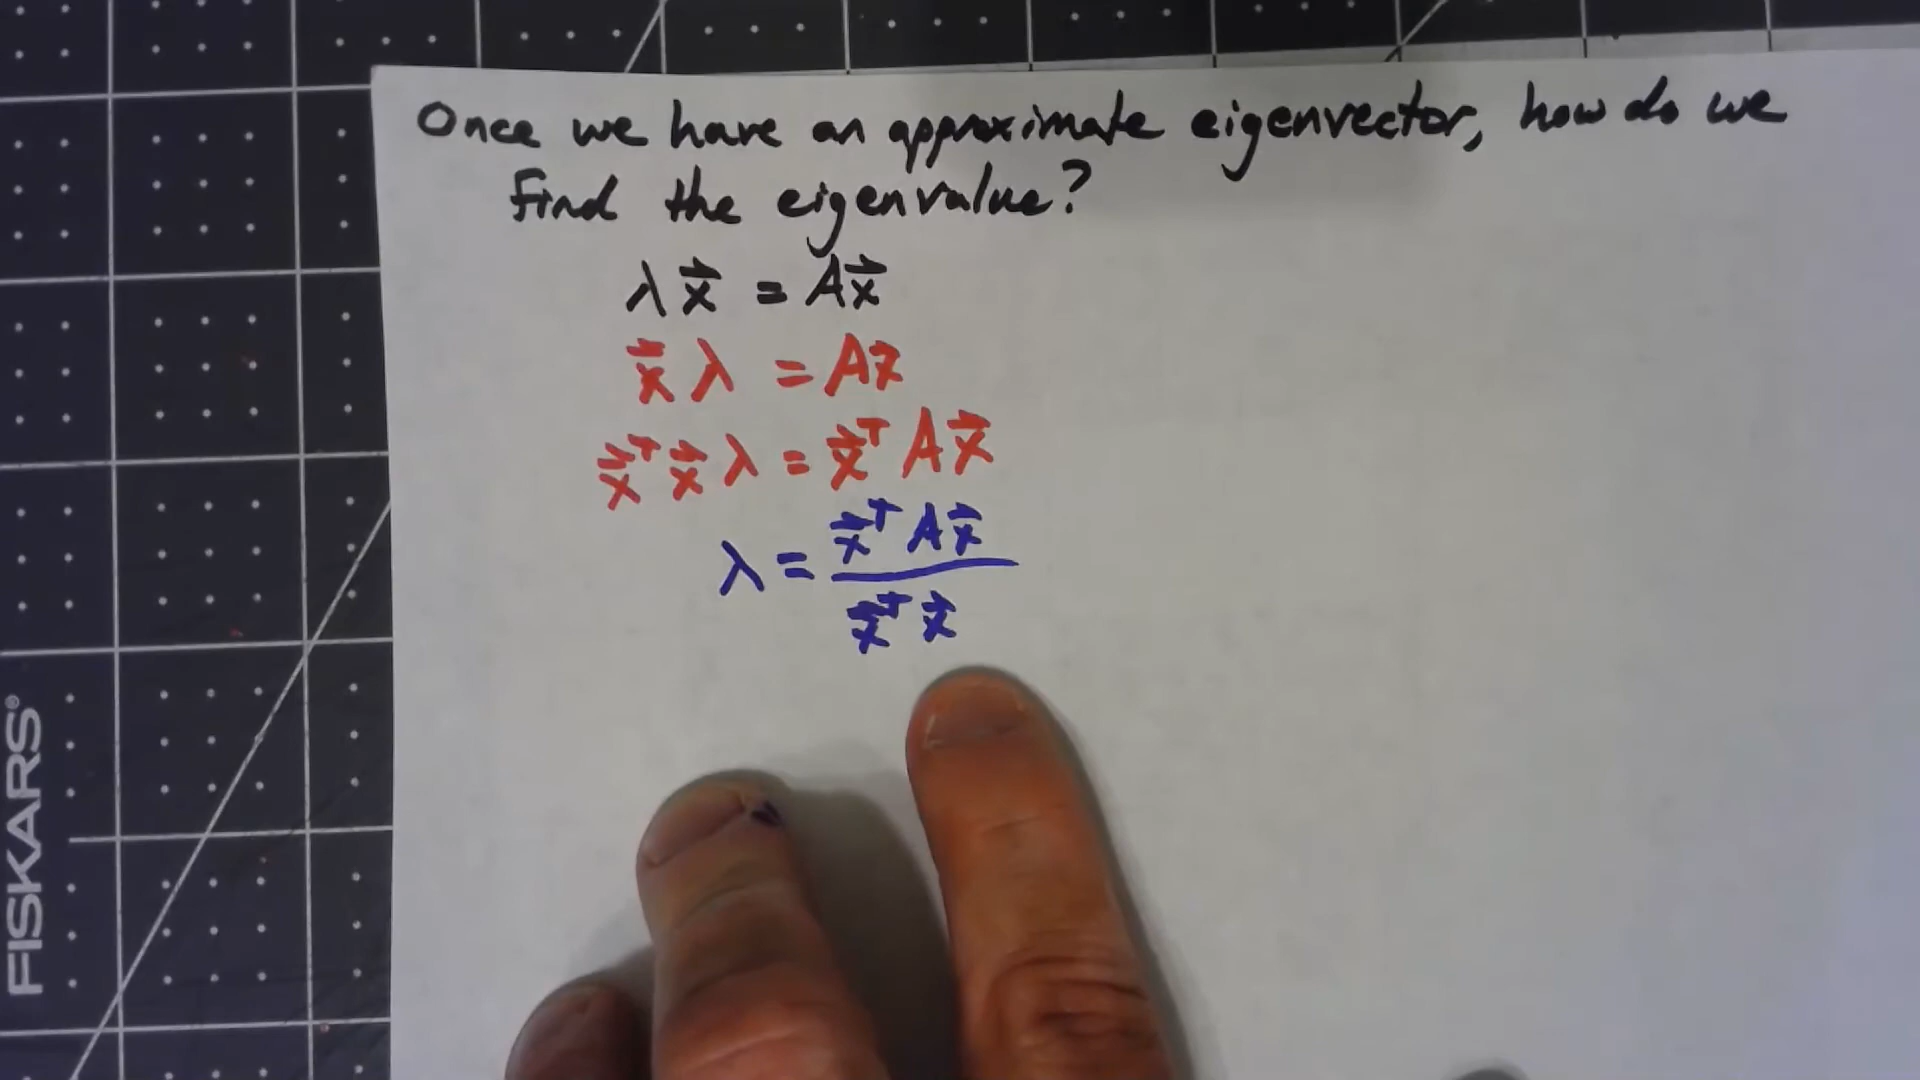 Once we have an approximate eigenvector, how do we
find the eigenvalue?
λx⃗ = Ax⃗
x⃗λ = Ax⃗
x⃗ᵀx⃗λ = x⃗ᵀAx⃗
λ = x⃗ᵀAx⃗ / x⃗ᵀx⃗
FISKARS®